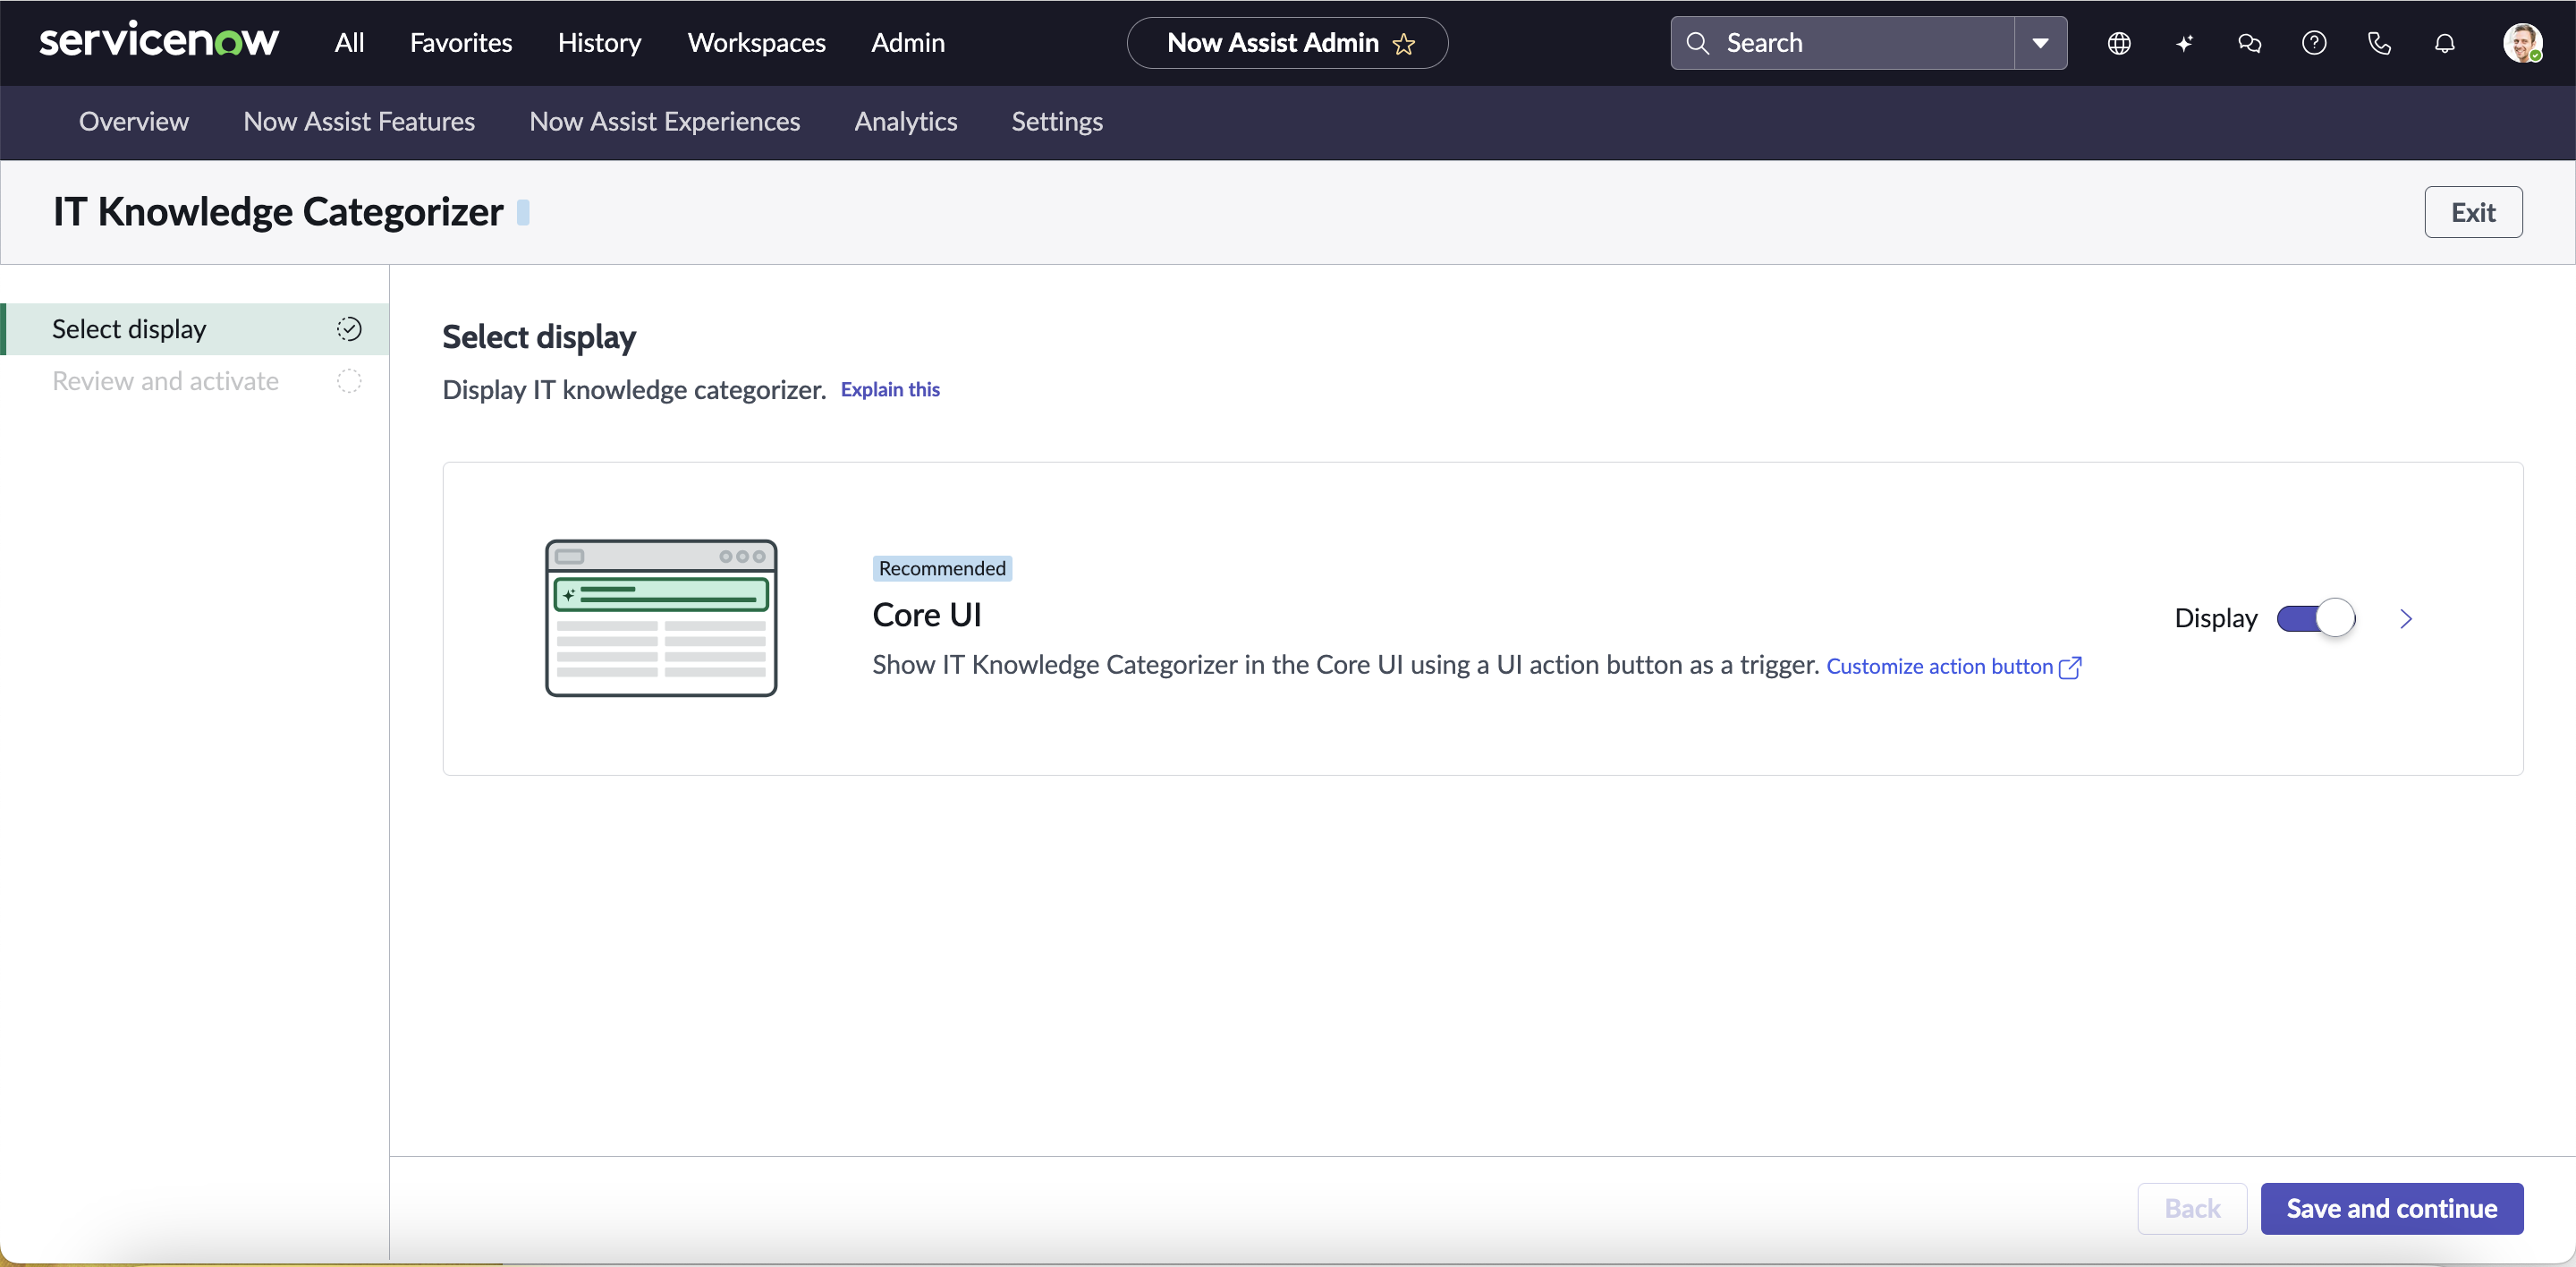 servicenow All Favorites History Workspaces Admin Now Assist Admin Search
Overview Now Assist Features Now Assist Experiences Analytics Settings
IT Knowledge Categorizer Exit
Select display
Review and activate
Select display
Display IT knowledge categorizer. Explain this
Recommended
Core UI
Show IT Knowledge Categorizer in the Core UI using a UI action button as a trigger. Customize action button
Display
Back Save and continue